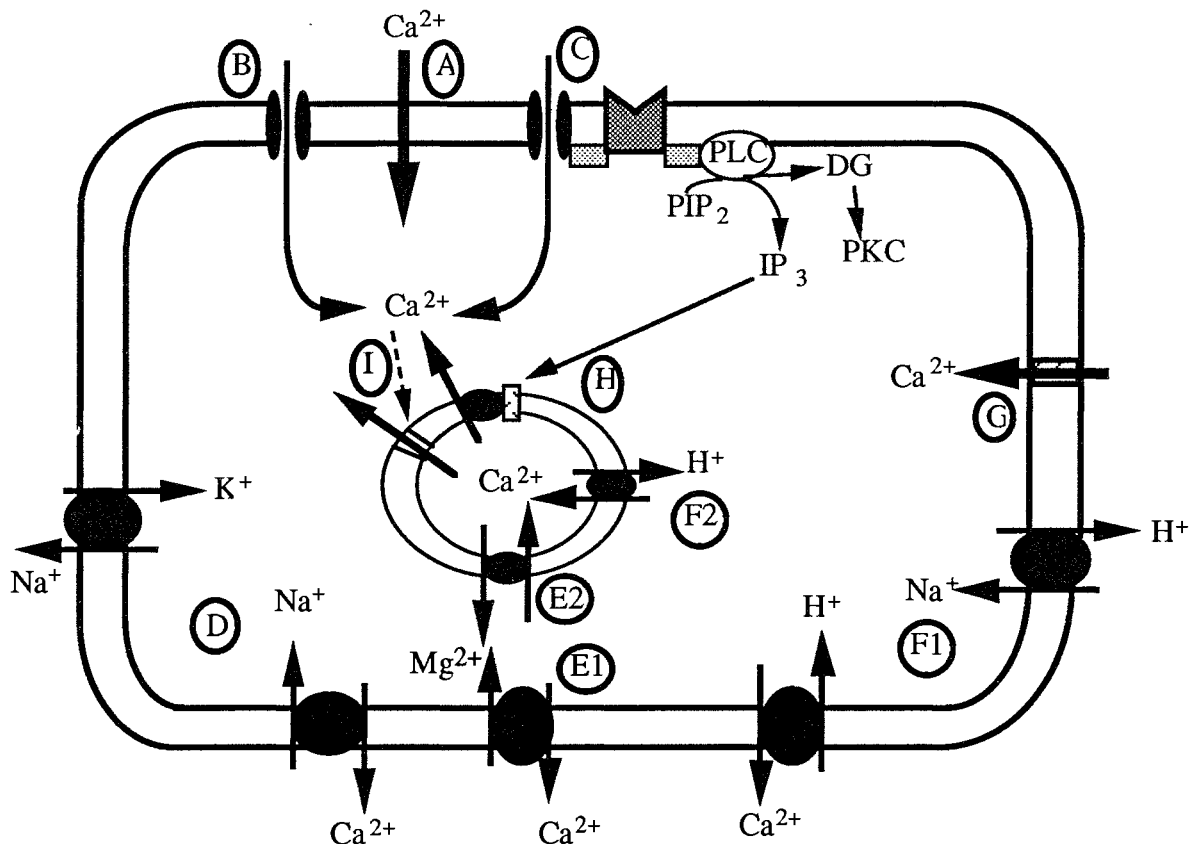 Ca²⁺
B
A
C
PLC
DG
PIP₂
PKC
IP₃
Ca²⁺
I
H
Ca²⁺
G
Ca²⁺
H⁺
K⁺
F2
H⁺
Na⁺
E2
Na⁺
Na⁺
H⁺
D
Mg²⁺
E1
F1
Ca²⁺
Ca²⁺
Ca²⁺